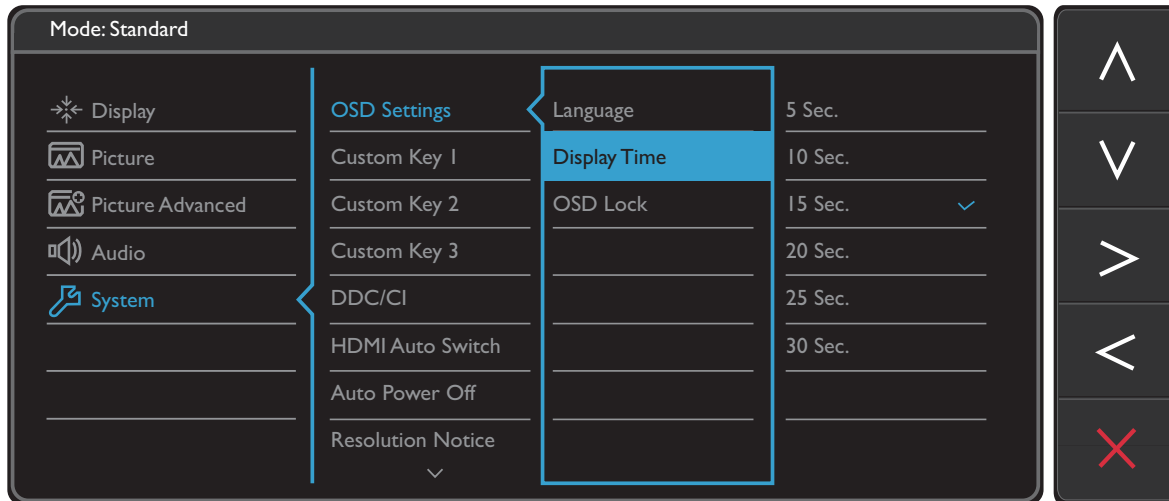 Mode: Standard
Display
Picture
Picture Advanced
Audio
System
OSD Settings
Custom Key 1
Custom Key 2
Custom Key 3
DDC/CI
HDMI Auto Switch
Auto Power Off
Resolution Notice
Language
Display Time
OSD Lock
5 Sec.
10 Sec.
15 Sec.
20 Sec.
25 Sec.
30 Sec.